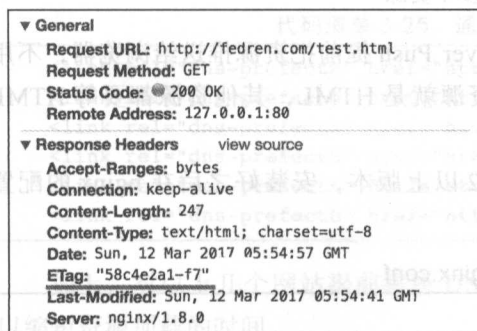 ▼ General
Request URL: http://fedren.com/test.html
Request Method: GET
Status Code: 200 OK
Remote Address: 127.0.0.1:80
▼ Response Headers view source
Accept-Ranges: bytes
Connection: keep-alive
Content-Length: 247
Content-Type: text/html; charset=utf-8
Date: Sun, 12 Mar 2017 05:54:57 GMT
ETag: "58c4e2a1-f7"
Last-Modified: Sun, 12 Mar 2017 05:54:41 GMT
Server: nginx/1.8.0